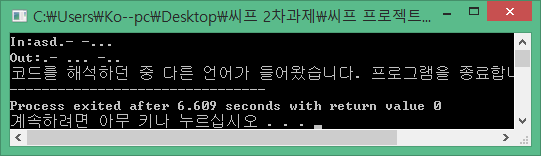 C:\Users\Ko--pc\Desktop\씨프 2차과제\씨프 프로젝트...
In:asd.- -...
Out:.- ... -..
코드를 해석하던 중 다른 언어가 들어왔습니다. 프로그램을 종료합니
--------------------------------
Process exited after 6.609 seconds with return value 0
계속하려면 아무 키나 누르십시오 . . .